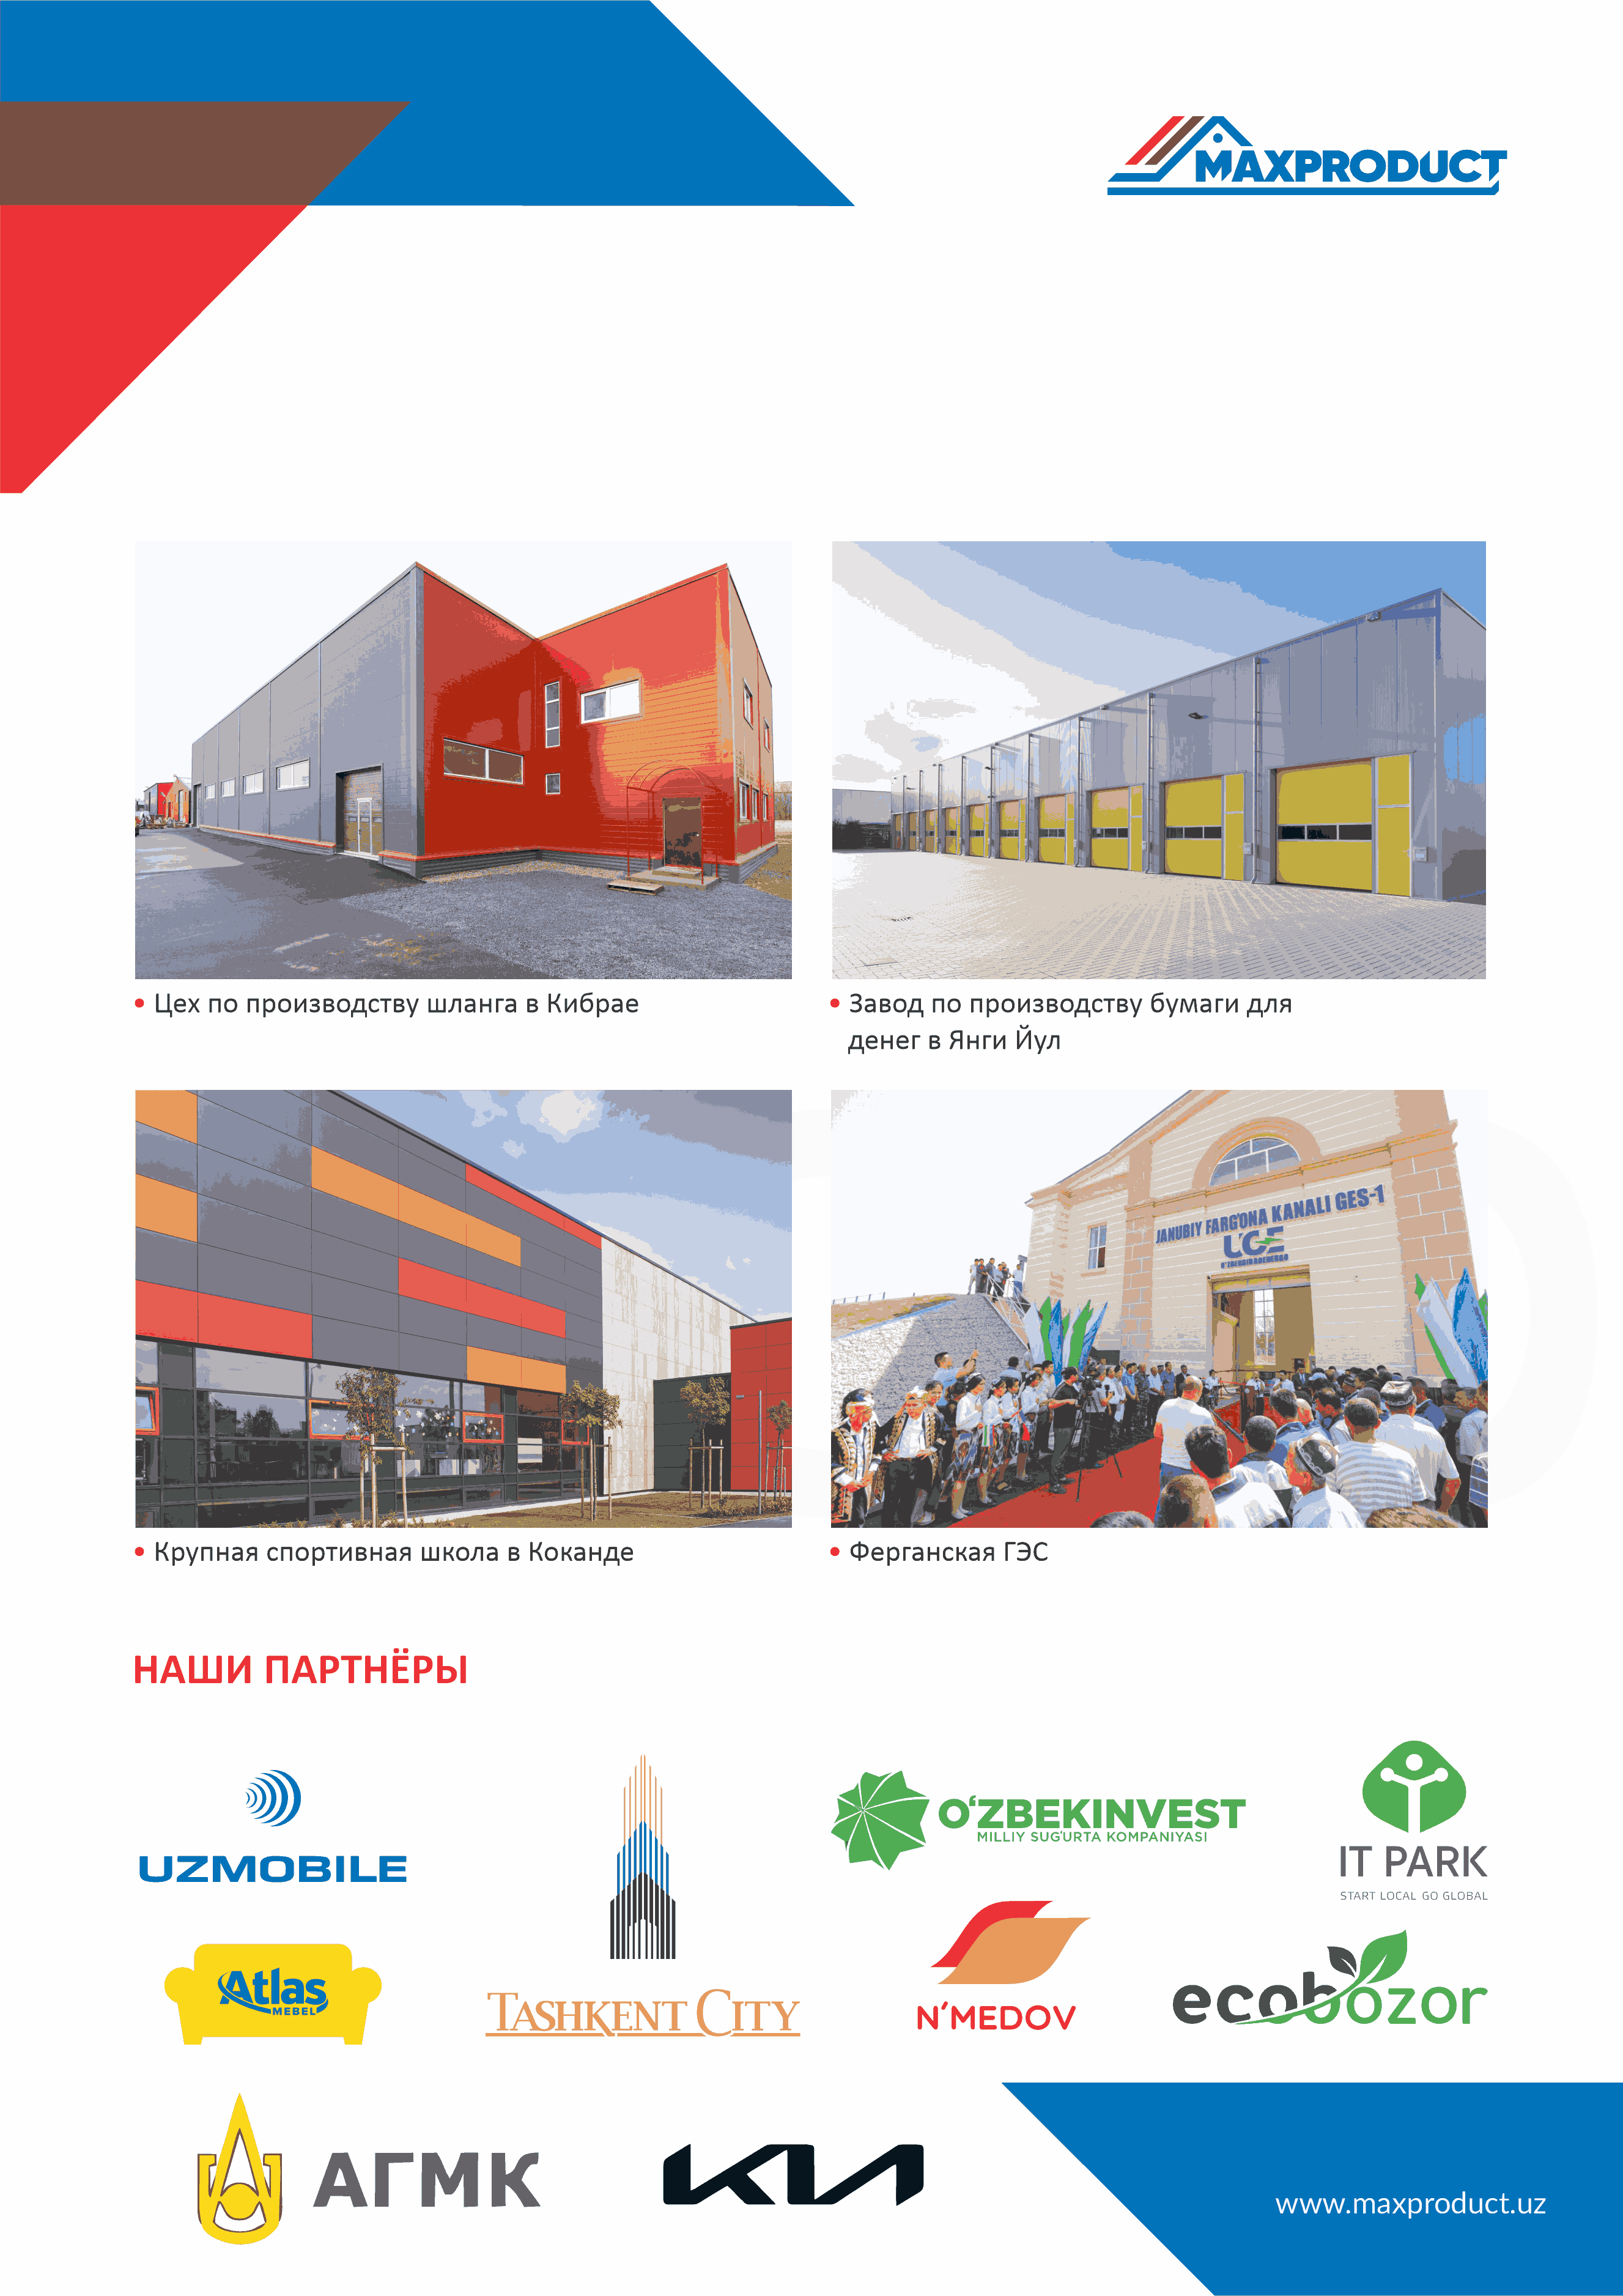 MAXPRODUCT
• Цех по производству шланга в Кибрае
• Завод по производству бумаги для
денег в Янги Йул
JANUBIY FARG'ONA KANALI GES-1
UGE
• Крупная спортивная школа в Коканде
• Ферганская ГЭС
НАШИ ПАРТНЁРЫ
UZMOBILE
O‘ZBEKINVEST
MILLIY SUG'URTA KOMPANIYASI
IT PARK
START LOCAL GO GLOBAL
Atlas
MEBEL
TASHKENT CITY
N’MEDOV
ecobozor
АГМК
KIA
www.maxproduct.uz